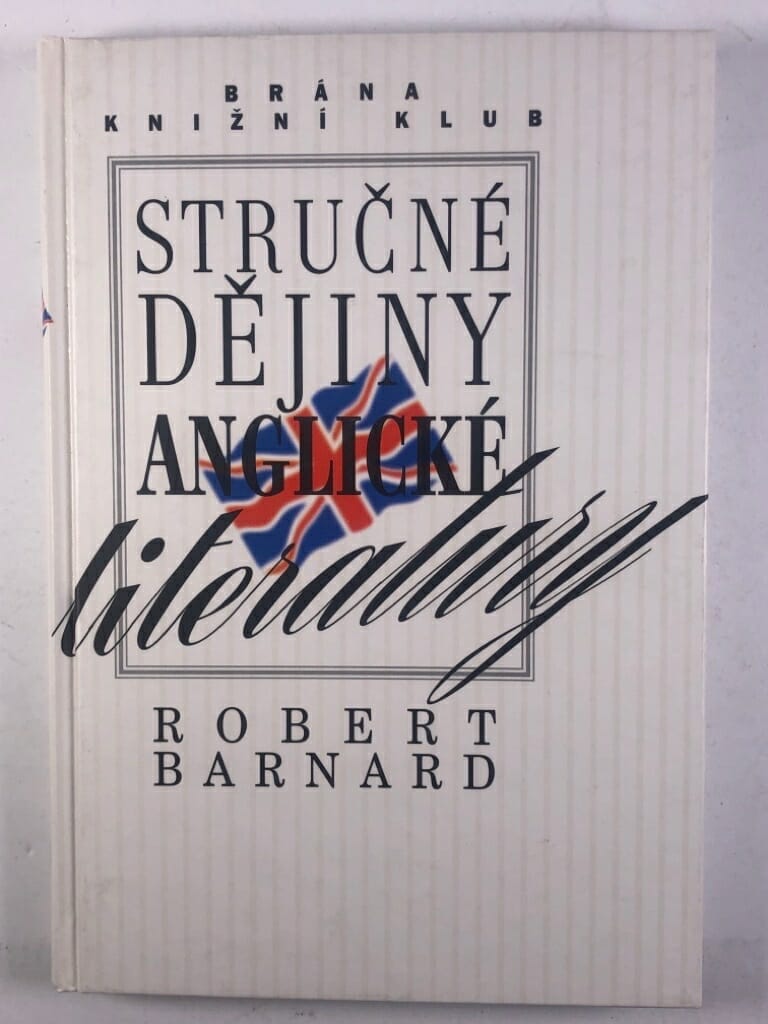 BRÁNA
KNIŽNÍ KLUB
STRUČNÉ
DĚJINY
ANGLICKÉ
literatury
ROBERT
BARNARD